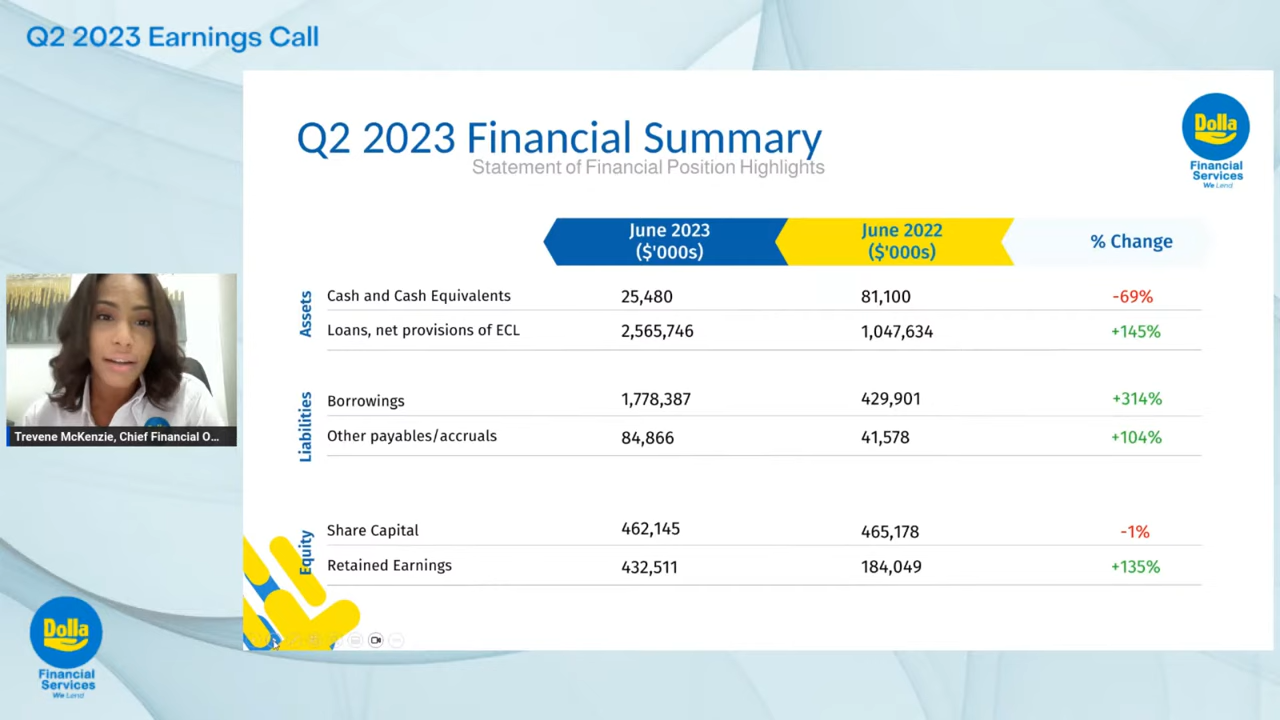 Q2 2023 Earnings Call
Q2 2023 Financial Summary
Statement of Financial Position Highlights
Dolla
Financial
Services
We Lend
June 2023
($'000s)
June 2022
($'000s)
% Change
Assets
Cash and Cash Equivalents 25,480 81,100 -69%
Loans, net provisions of ECL 2,565,746 1,047,634 +145%
Liabilities
Borrowings 1,778,387 429,901 +314%
Other payables/accruals 84,866 41,578 +104%
Equity
Share Capital 462,145 465,178 -1%
Retained Earnings 432,511 184,049 +135%
Trevene McKenzie, Chief Financial O...
Dolla
Financial
Services
We Lend